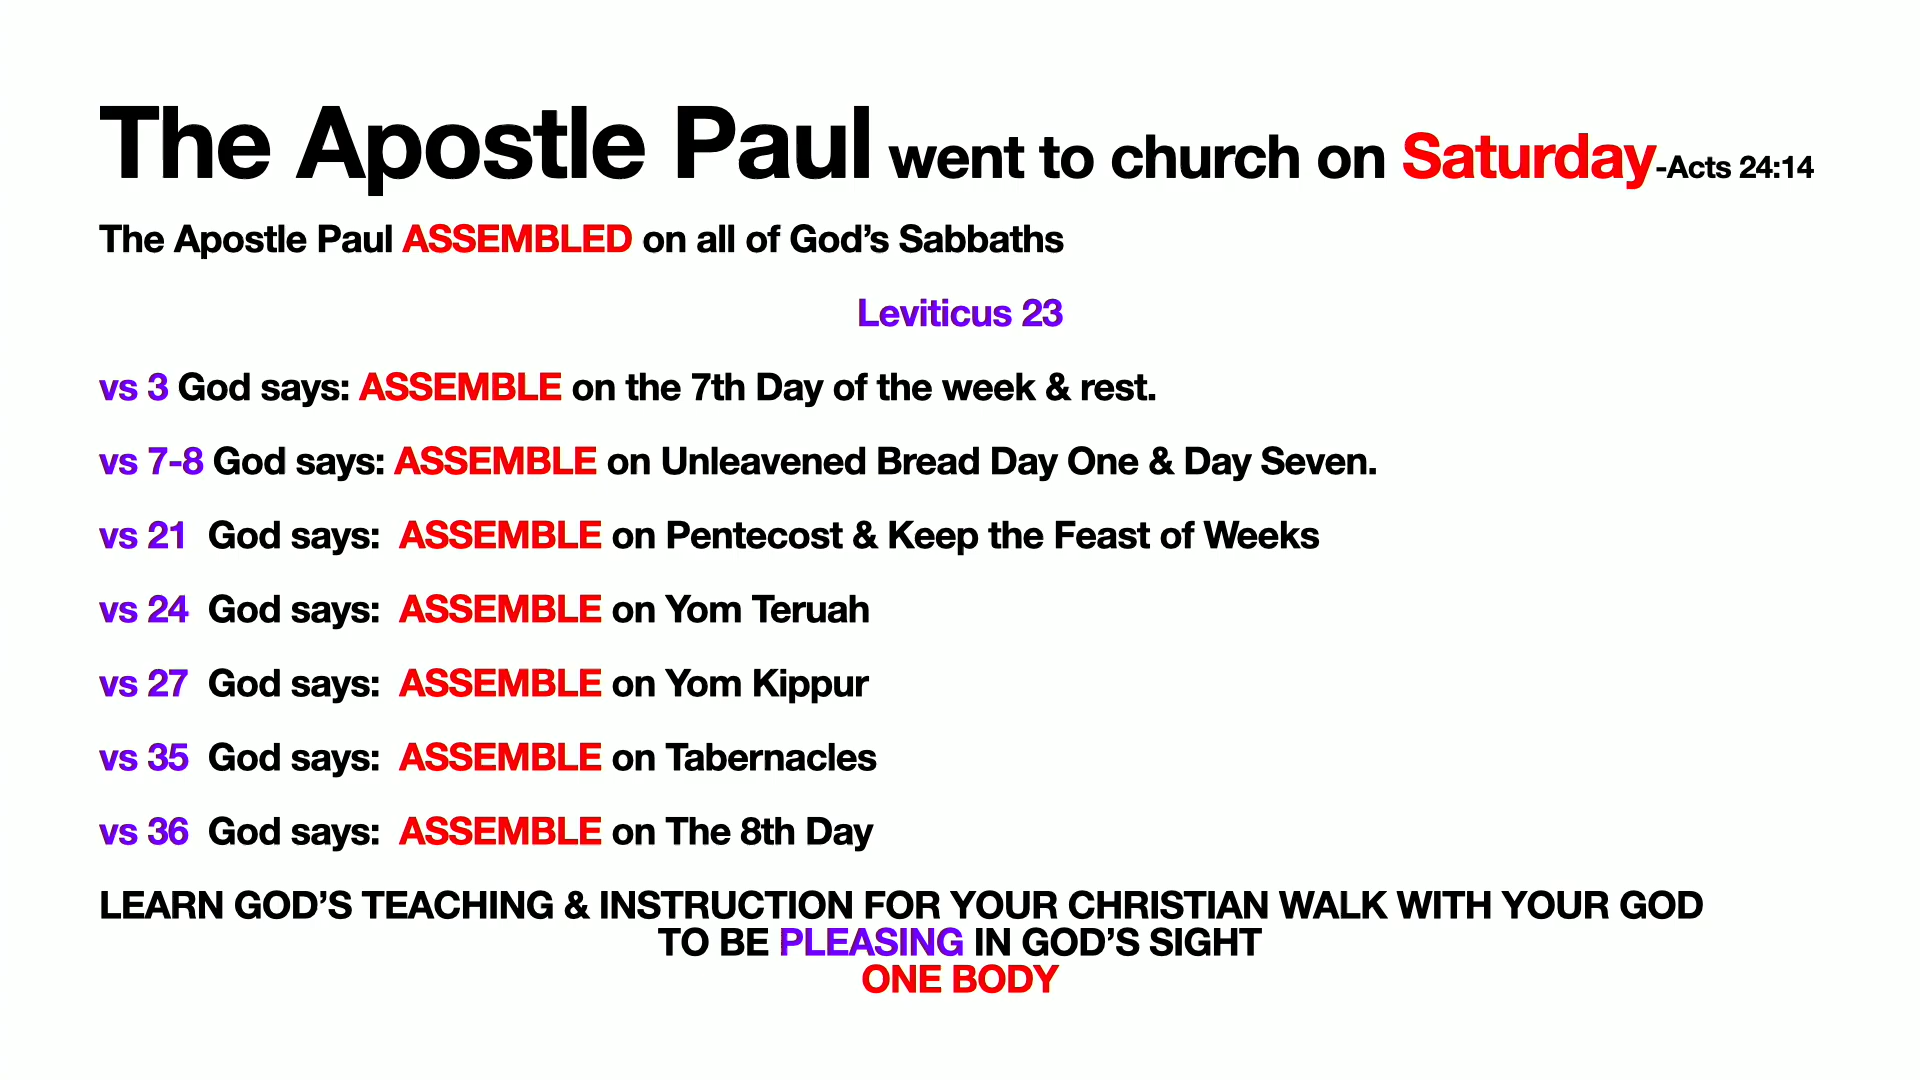 The Apostle Paul went to church on Saturday-Acts 24:14
The Apostle Paul ASSEMBLED on all of God’s Sabbaths
Leviticus 23
vs 3 God says: ASSEMBLE on the 7th Day of the week & rest.
vs 7-8 God says: ASSEMBLE on Unleavened Bread Day One & Day Seven.
vs 21 God says: ASSEMBLE on Pentecost & Keep the Feast of Weeks
vs 24 God says: ASSEMBLE on Yom Teruah
vs 27 God says: ASSEMBLE on Yom Kippur
vs 35 God says: ASSEMBLE on Tabernacles
vs 36 God says: ASSEMBLE on The 8th Day
LEARN GOD’S TEACHING & INSTRUCTION FOR YOUR CHRISTIAN WALK WITH YOUR GOD
TO BE PLEASING IN GOD’S SIGHT
ONE BODY